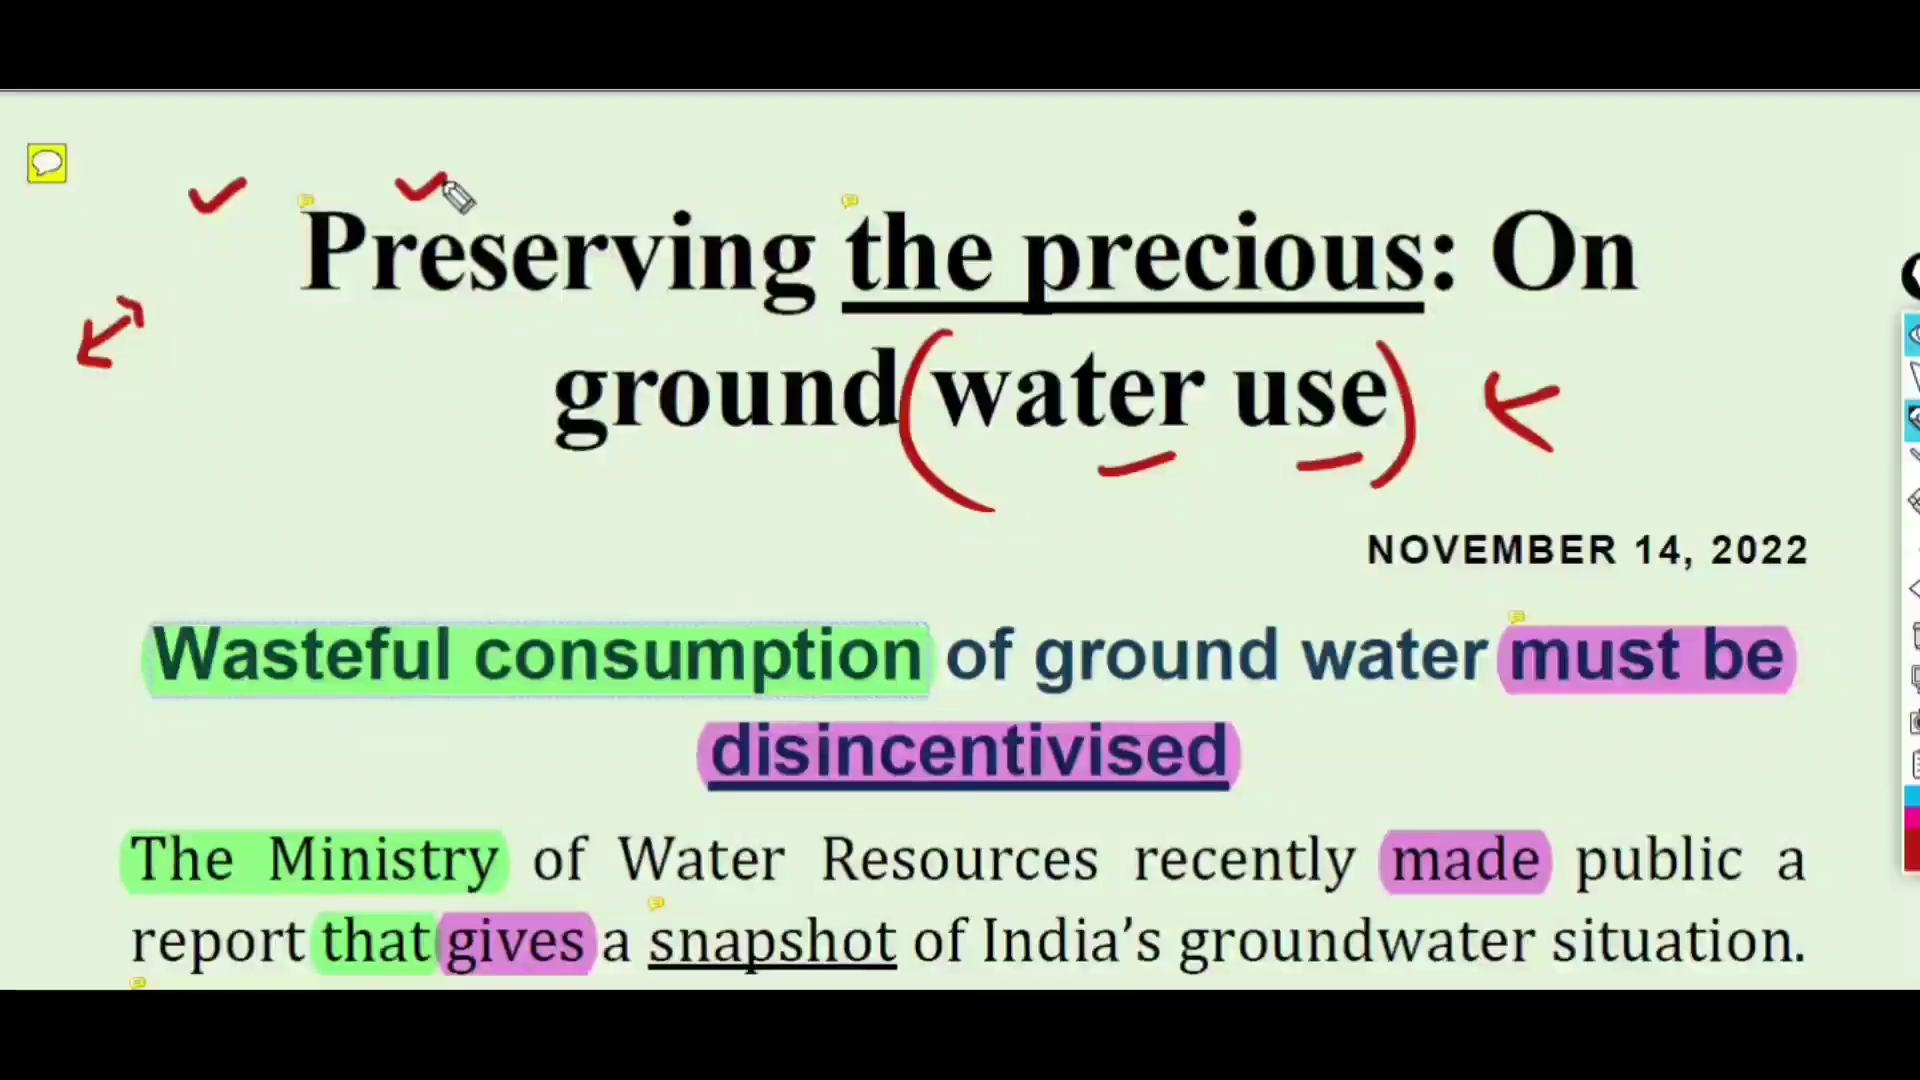 Preserving the precious: On
ground water use
NOVEMBER 14, 2022
Wasteful consumption of ground water must be
disincentivised
The Ministry of Water Resources recently made public a
report that gives a snapshot of India’s groundwater situation.